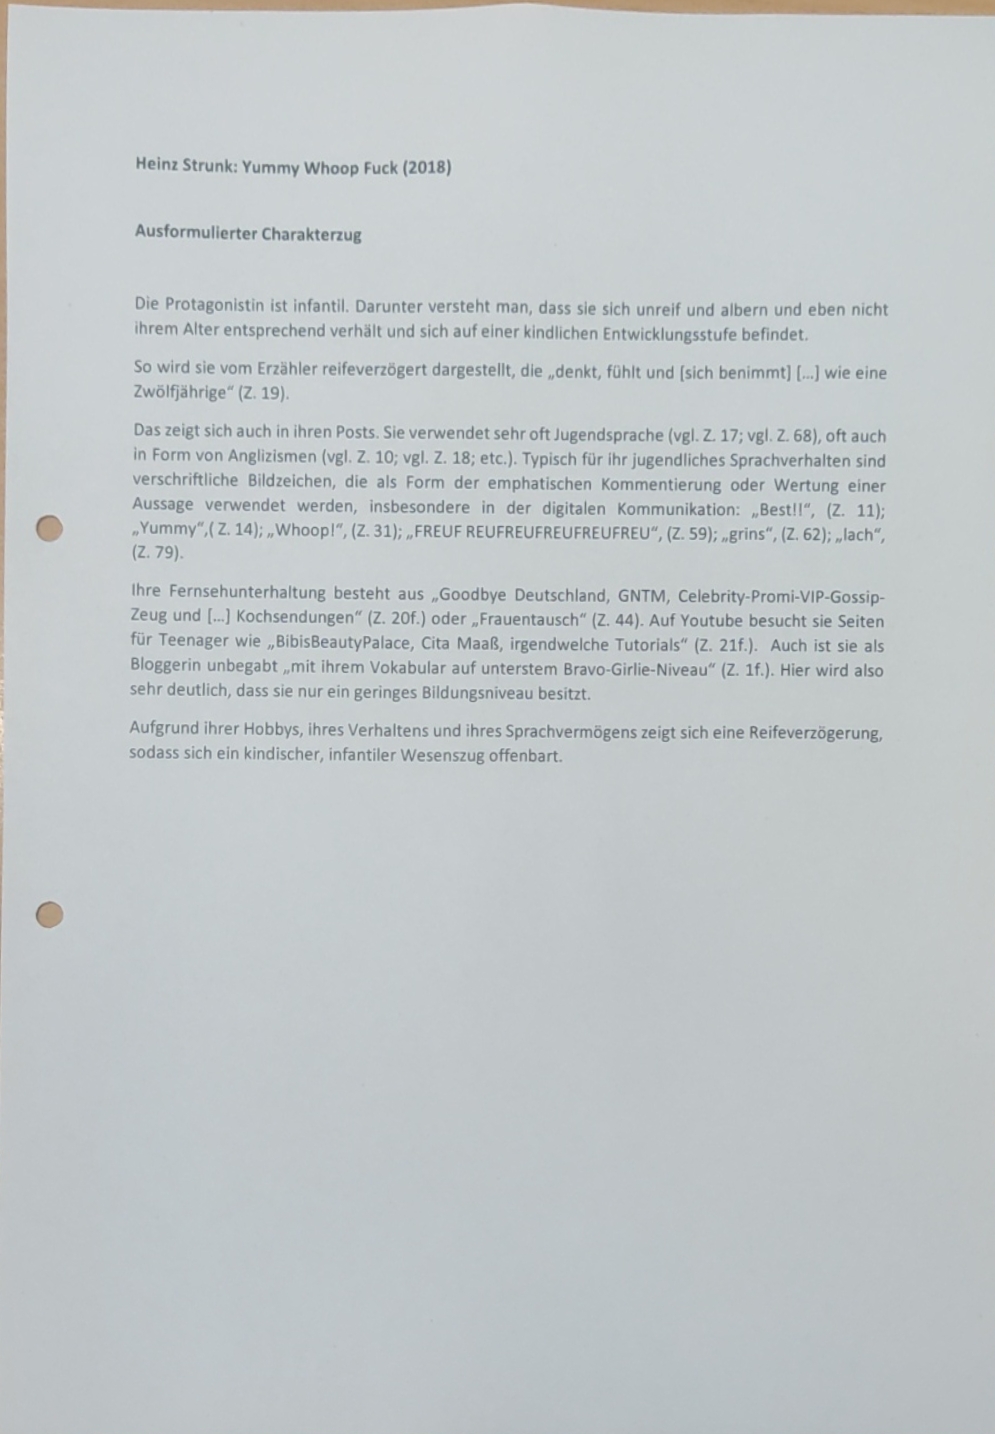 Heinz Strunk: Yummy Whoop Fuck (2018)
Ausformulierter Charakterzug
Die Protagonistin ist infantil. Darunter versteht man, dass sie sich unreif und albern und eben nicht
ihrem Alter entsprechend verhält und sich auf einer kindlichen Entwicklungsstufe befindet.
So wird sie vom Erzähler reifeverzögert dargestellt, die „denkt, fühlt und [sich benimmt] [...] wie eine
Zwölfjährige“ (Z. 19).
Das zeigt sich auch in ihren Posts. Sie verwendet sehr oft Jugendsprache (vgl. Z. 17; vgl. Z. 68), oft auch
in Form von Anglizismen (vgl. Z. 10; vgl. Z. 18; etc.). Typisch für ihr jugendliches Sprachverhalten sind
verschriftliche Bildzeichen, die als Form der emphatischen Kommentierung oder Wertung einer
Aussage verwendet werden, insbesondere in der digitalen Kommunikation: „Best!!“, (Z. 11);
„Yummy“,( Z. 14); „Whoop!“, (Z. 31); „FREUF REUFREUFREUFREUFREU“, (Z. 59); „grins“, (Z. 62); „lach“,
(Z. 79).
Ihre Fernsehunterhaltung besteht aus „Goodbye Deutschland, GNTM, Celebrity-Promi-VIP-Gossip-
Zeug und [...] Kochsendungen“ (Z. 20f.) oder „Frauentausch“ (Z. 44). Auf Youtube besucht sie Seiten
für Teenager wie „BibisBeautyPalace, Cita Maaß, irgendwelche Tutorials“ (Z. 21f.). Auch ist sie als
Bloggerin unbegabt „mit ihrem Vokabular auf unterstem Bravo-Girlie-Niveau“ (Z. 1f.). Hier wird also
sehr deutlich, dass sie nur ein geringes Bildungsniveau besitzt.
Aufgrund ihrer Hobbys, ihres Verhaltens und ihres Sprachvermögens zeigt sich eine Reifeverzögerung,
sodass sich ein kindischer, infantiler Wesenszug offenbart.